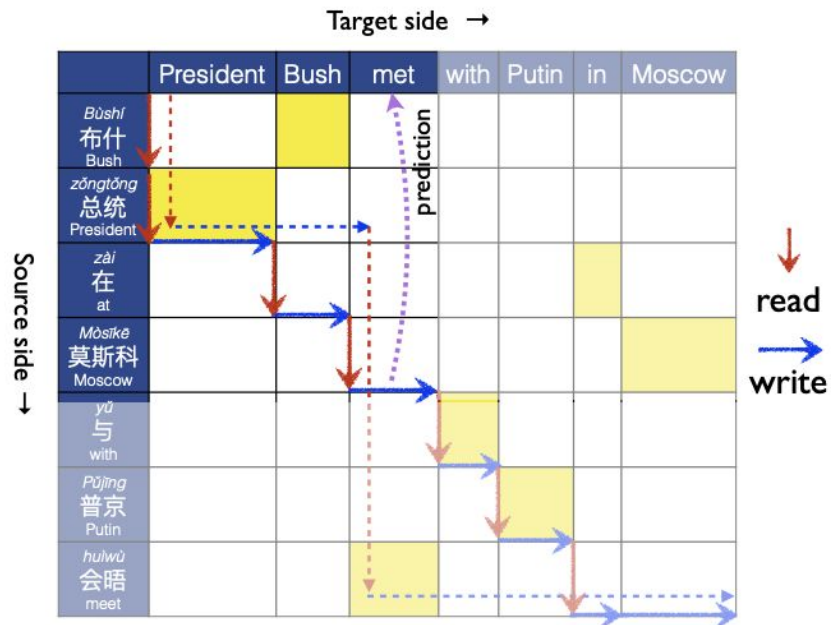 Target side →
President Bush met with Putin in Moscow
Bùshí
布什
Bush
zǒngtǒng
总统
President
zài
在
at
Mòsīkē
莫斯科
Moscow
yǔ
与
with
Pǔjīng
普京
Putin
huìwù
会晤
meet
Source side →
prediction
read
write